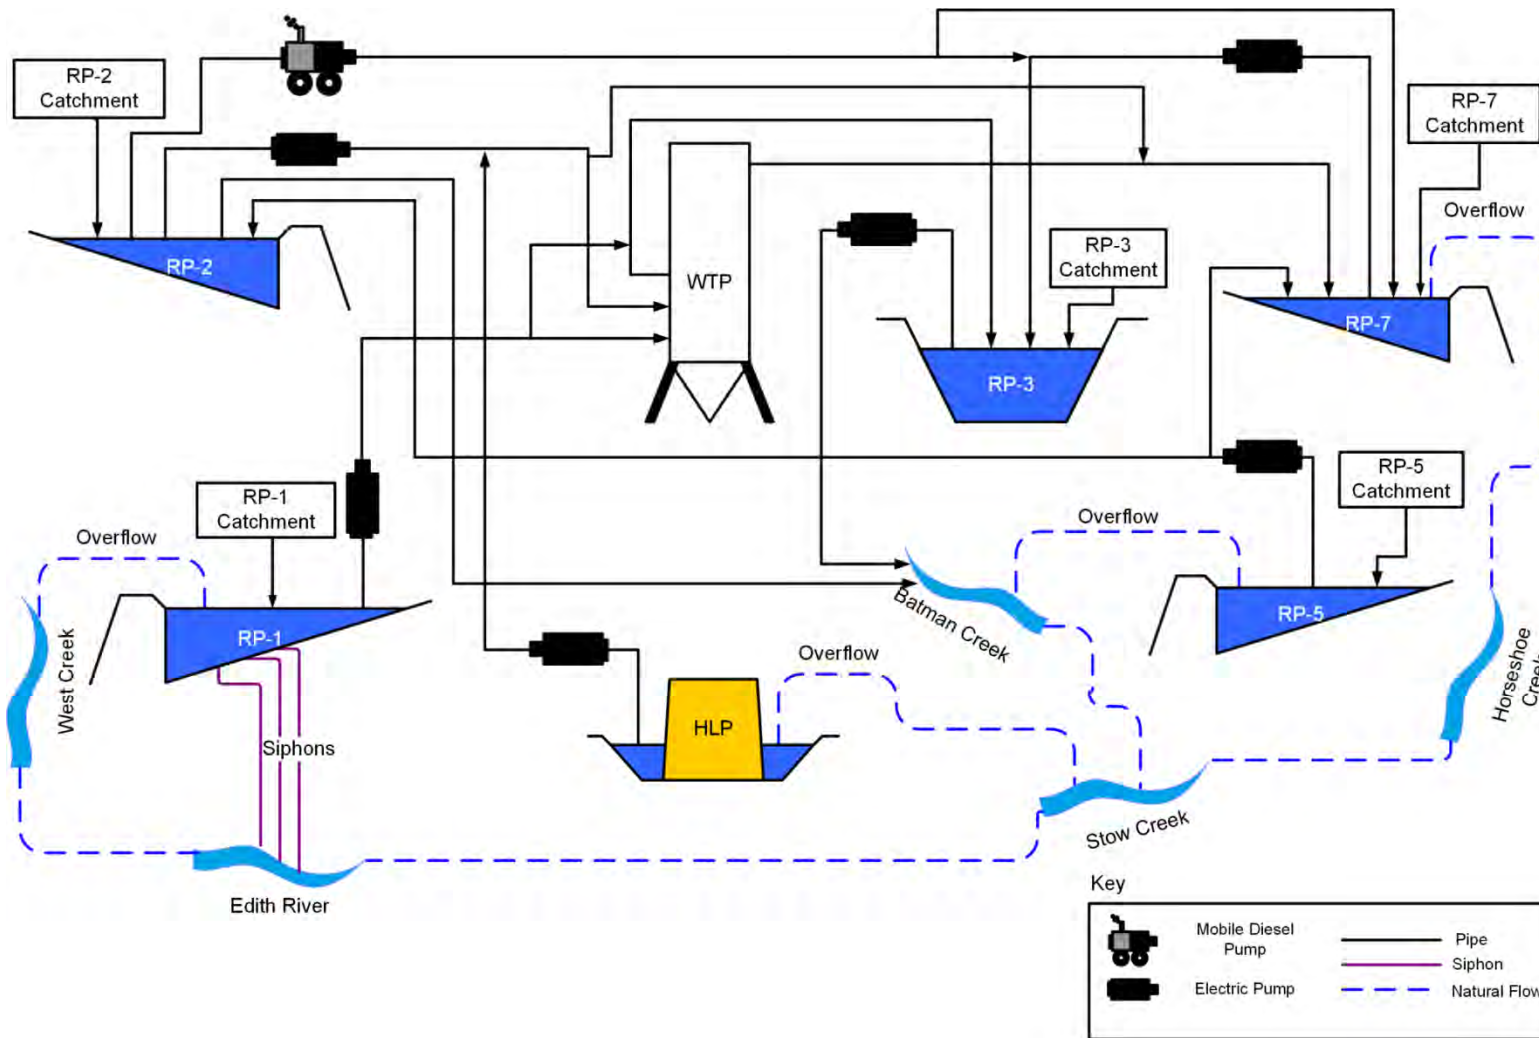 RP-2
Catchment
RP-7
Catchment
Overflow
RP-2
WTP
RP-3
Catchment
RP-7
RP-3
RP-1
Catchment
RP-5
Catchment
Overflow
Overflow
Batman Creek
RP-5
RP-1
West Creek
Overflow
Horseshoe
Creek
HLP
Siphons
Stow Creek
Edith River
Key
Mobile Diesel
Pump
Pipe
Siphon
Electric Pump
Natural Flow